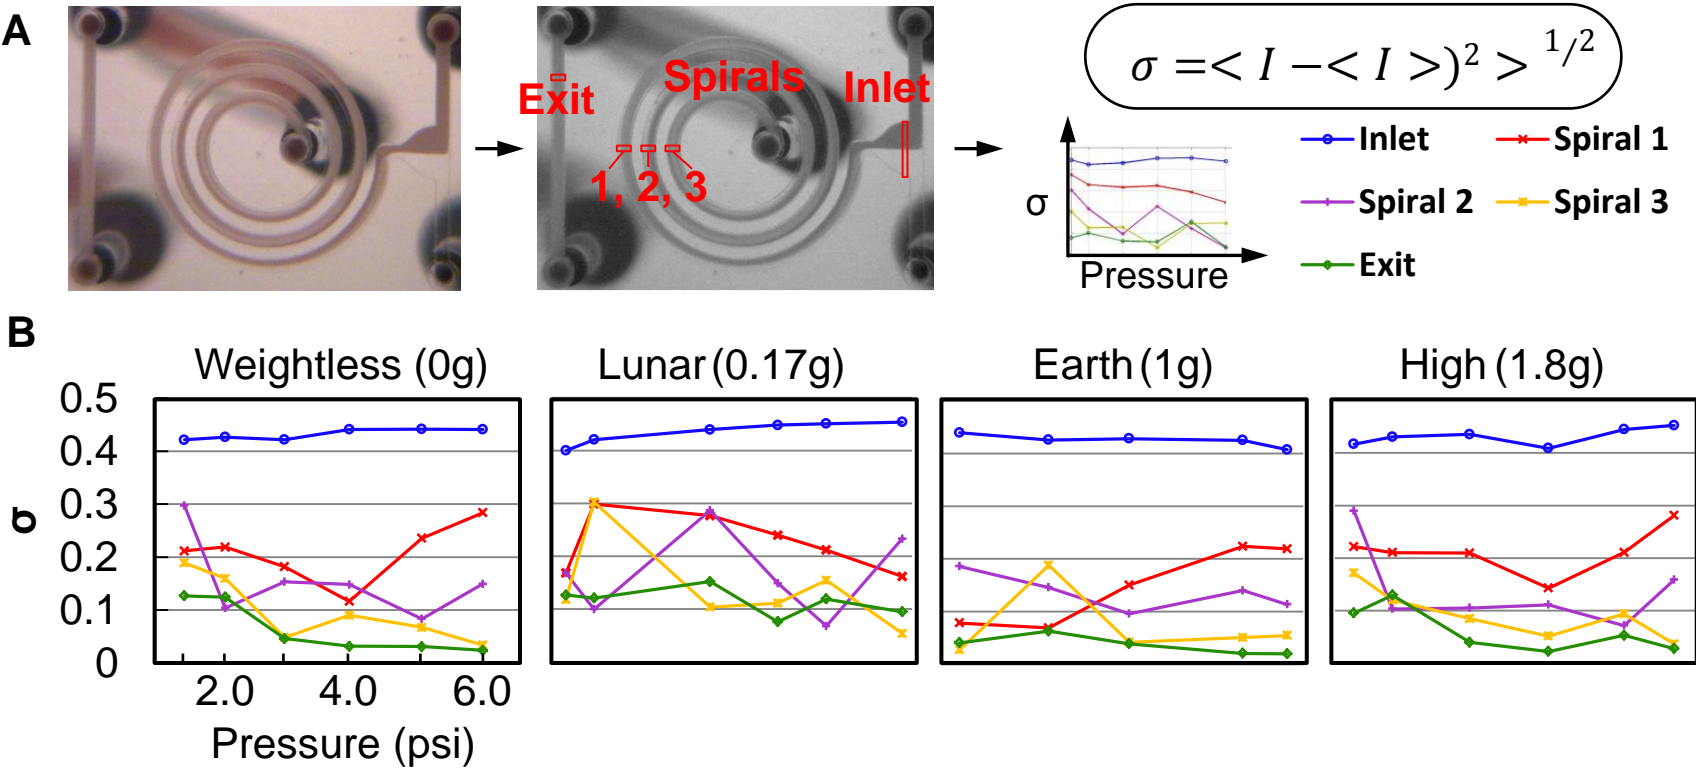 A
Exit
Spirals
Inlet
1, 2, 3
σ =< I −< I >)² > ^1/2
σ
Pressure
Inlet
Spiral 1
Spiral 2
Spiral 3
Exit
B
Weightless (0g)
Lunar (0.17g)
Earth (1g)
High (1.8g)
σ
0.5
0.4
0.3
0.2
0.1
0
2.0 4.0 6.0
Pressure (psi)